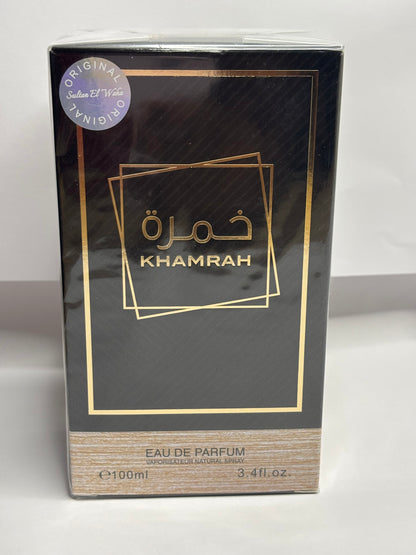 ORIGINAL
Sultan El Waha
ORIGINAL
خمرة
KHAMRAH
EAU DE PARFUM
VAPORISATEUR NATURAL SPRAY
℮100ml 3.4fl.oz.